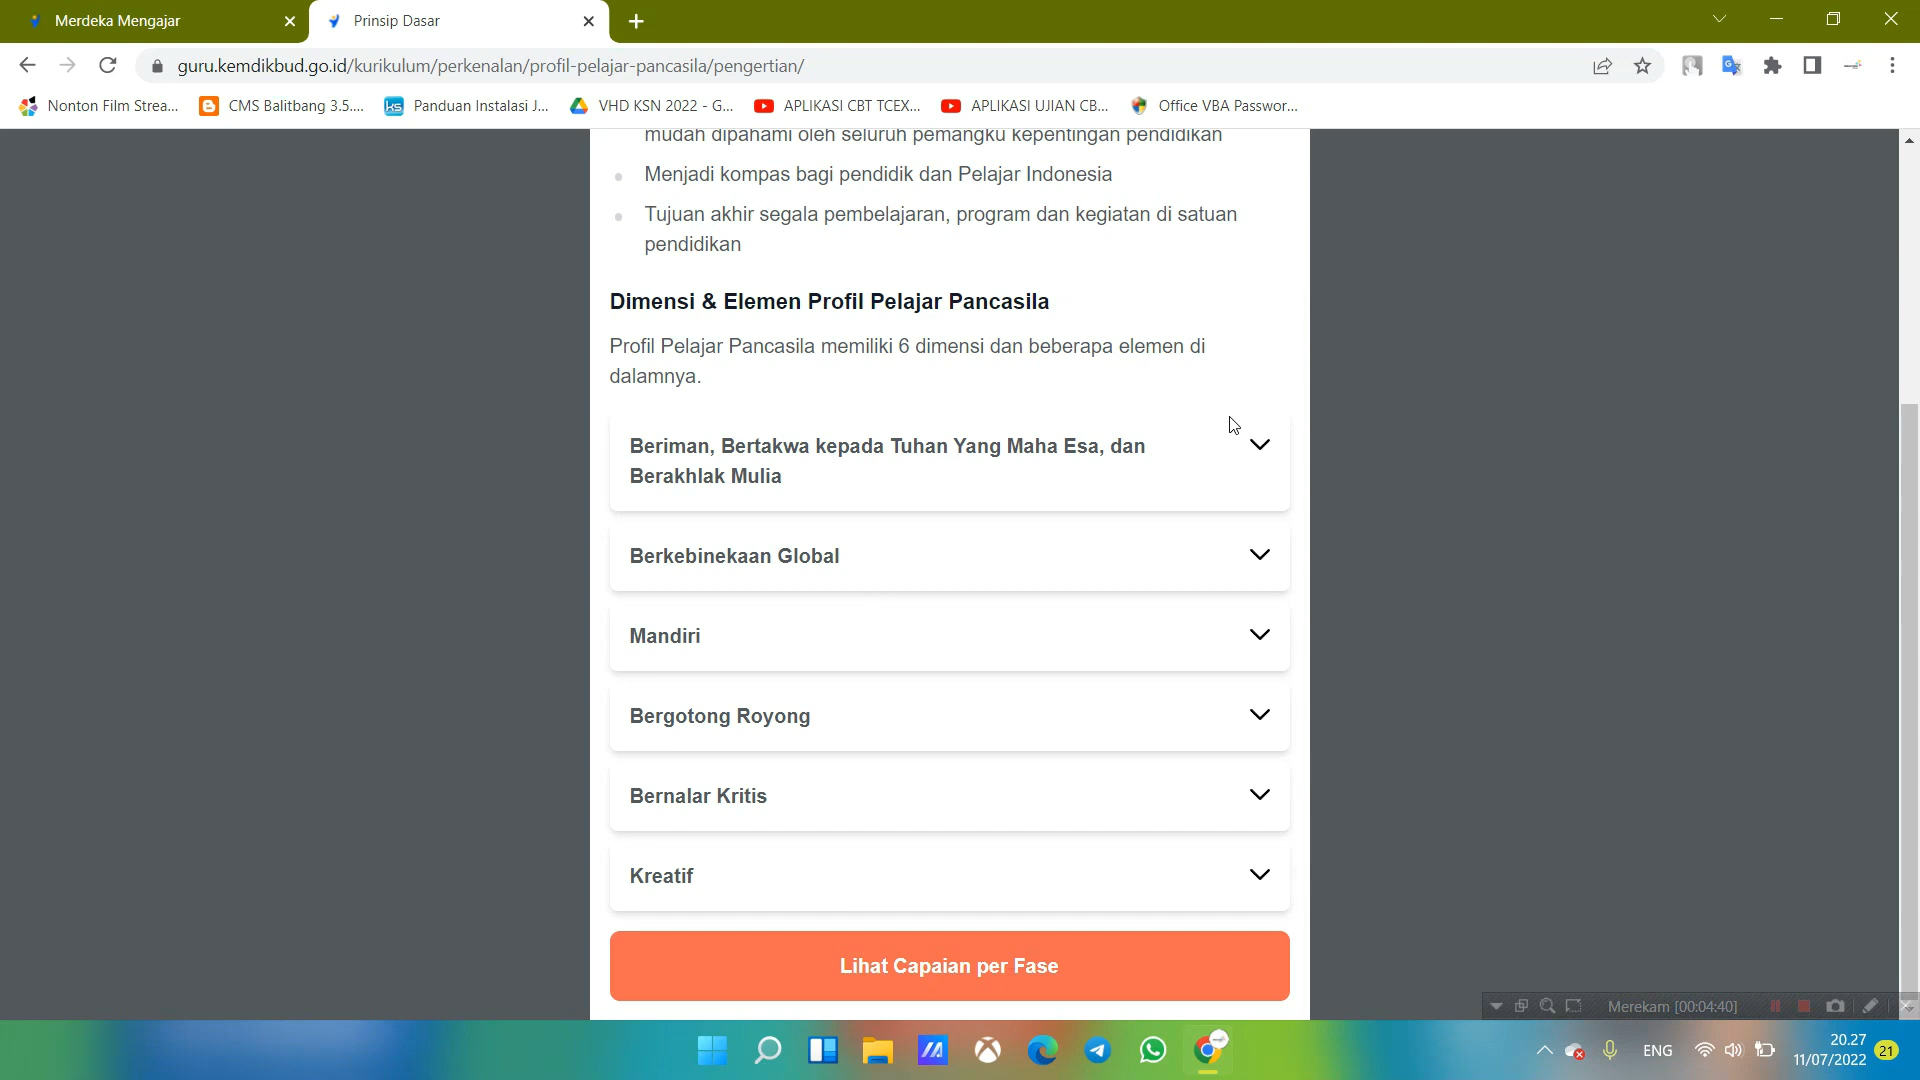 Merdeka Mengajar
Prinsip Dasar
guru.kemdikbud.go.id/kurikulum/perkenalan/profil-pelajar-pancasila/pengertian/
Nonton Film Strea...
CMS Balitbang 3.5....
Panduan Instalasi J...
VHD KSN 2022 - G...
APLIKASI CBT TCEX...
APLIKASI UJIAN CB...
Office VBA Passwor...
mudah dipahami oleh seluruh pemangku kepentingan pendidikan
Menjadi kompas bagi pendidik dan Pelajar Indonesia
Tujuan akhir segala pembelajaran, program dan kegiatan di satuan
pendidikan
Dimensi & Elemen Profil Pelajar Pancasila
Profil Pelajar Pancasila memiliki 6 dimensi dan beberapa elemen di
dalamnya.
Beriman, Bertakwa kepada Tuhan Yang Maha Esa, dan
Berakhlak Mulia
Berkebinekaan Global
Mandiri
Bergotong Royong
Bernalar Kritis
Kreatif
Lihat Capaian per Fase
Merekam [00:04:40]
ENG
20.27
11/07/2022
21